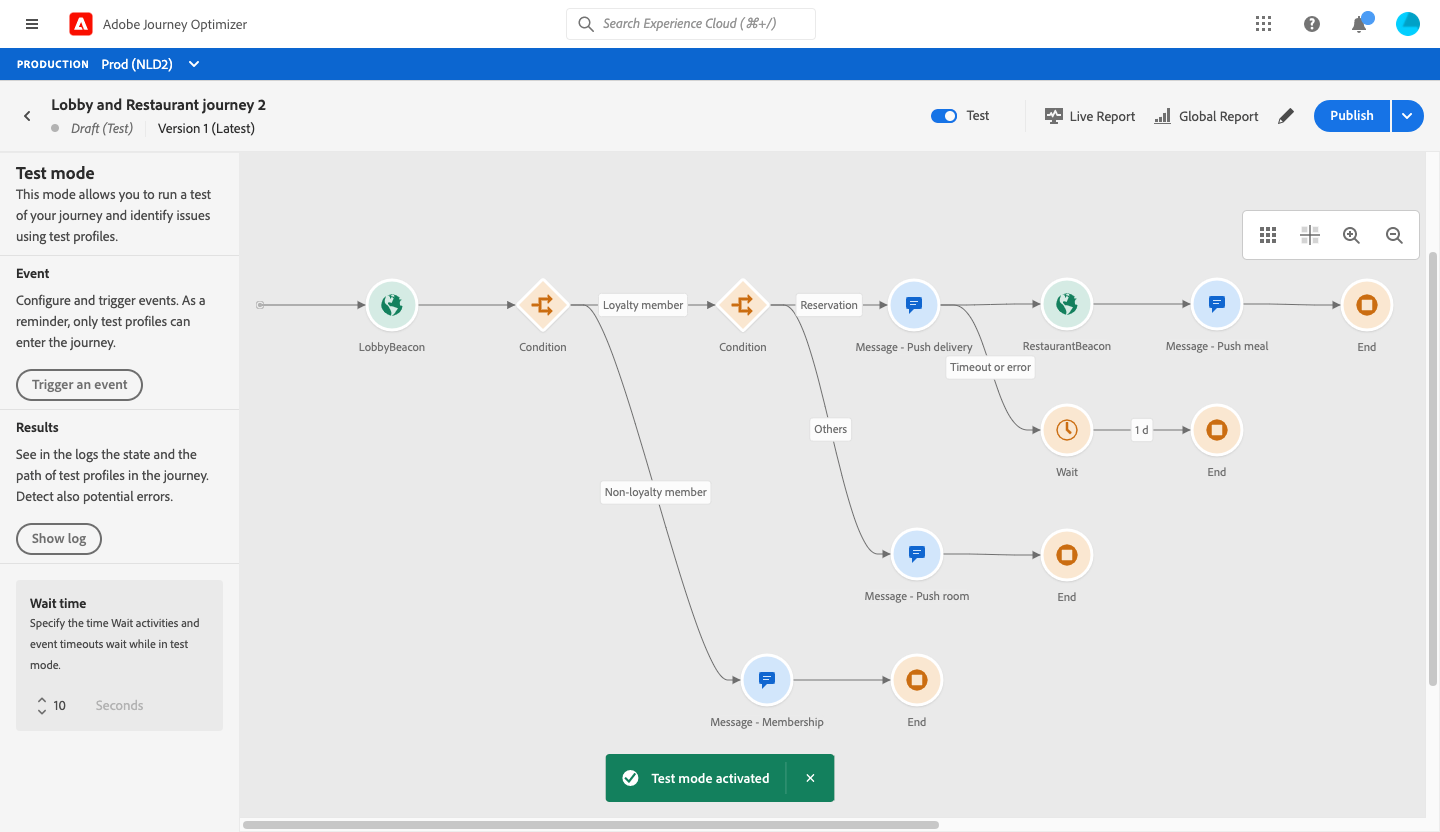 Adobe Journey Optimizer
Search Experience Cloud (⌘+/)
PRODUCTION Prod (NLD2)
Lobby and Restaurant journey 2
Draft (Test) Version 1 (Latest)
Test
Live Report
Global Report
Publish
Test mode
This mode allows you to run a test
of your journey and identify issues
using test profiles.
Event
Configure and trigger events. As a
reminder, only test profiles can
enter the journey.
Trigger an event
Results
See in the logs the state and the
path of test profiles in the journey.
Detect also potential errors.
Show log
Wait time
Specify the time Wait activities and
event timeouts wait while in test
mode.
10 Seconds
Loyalty member
Reservation
LobbyBeacon
Condition
Condition
Message - Push delivery
RestaurantBeacon
Message - Push meal
End
Timeout or error
Others
1 d
Wait
End
Non-loyalty member
Message - Push room
End
Message - Membership
End
Test mode activated